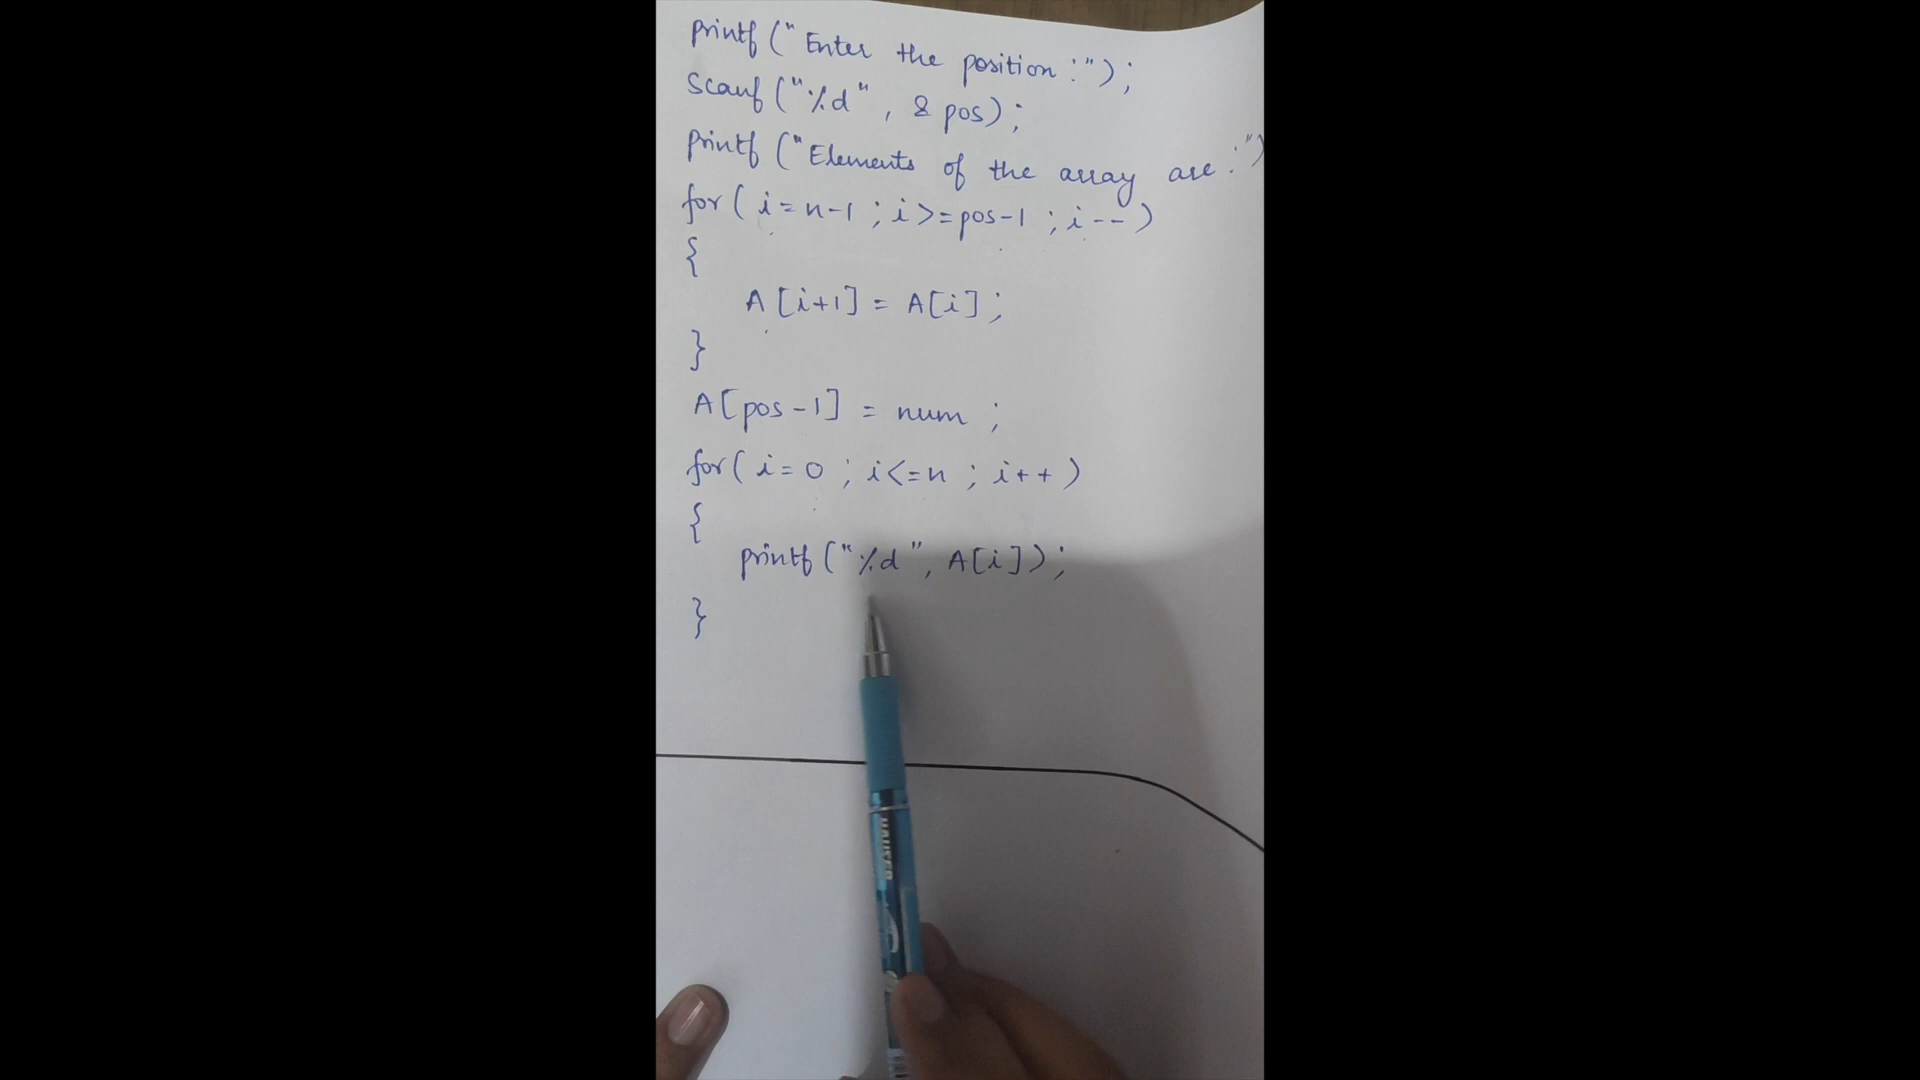 printf ("Enter the position :");
scanf ("%d" , & pos);
printf ("Elements of the array are :")
for ( i = n-1 ; i >= pos-1 ; i-- )
{
A [i+1] = A[i] ;
}
A [pos-1] = num ;
for ( i = 0 ; i <= n ; i++ )
{
printf ("%d" , A[i]) ;
}
HAUSER